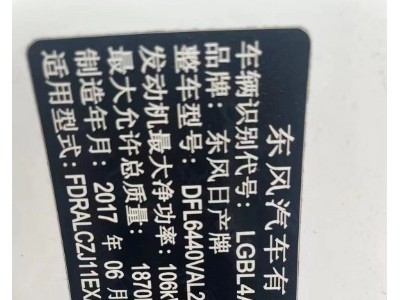 东风汽车有
车辆识别代号: LGBL4
品牌: 东风日产牌
整车型号: DFL6440VAL2
发动机最大净功率: 106k
最大允许总质量: 1870
制造年月: 2017 年 06 月
适用型式: FDRALCZJ11EX